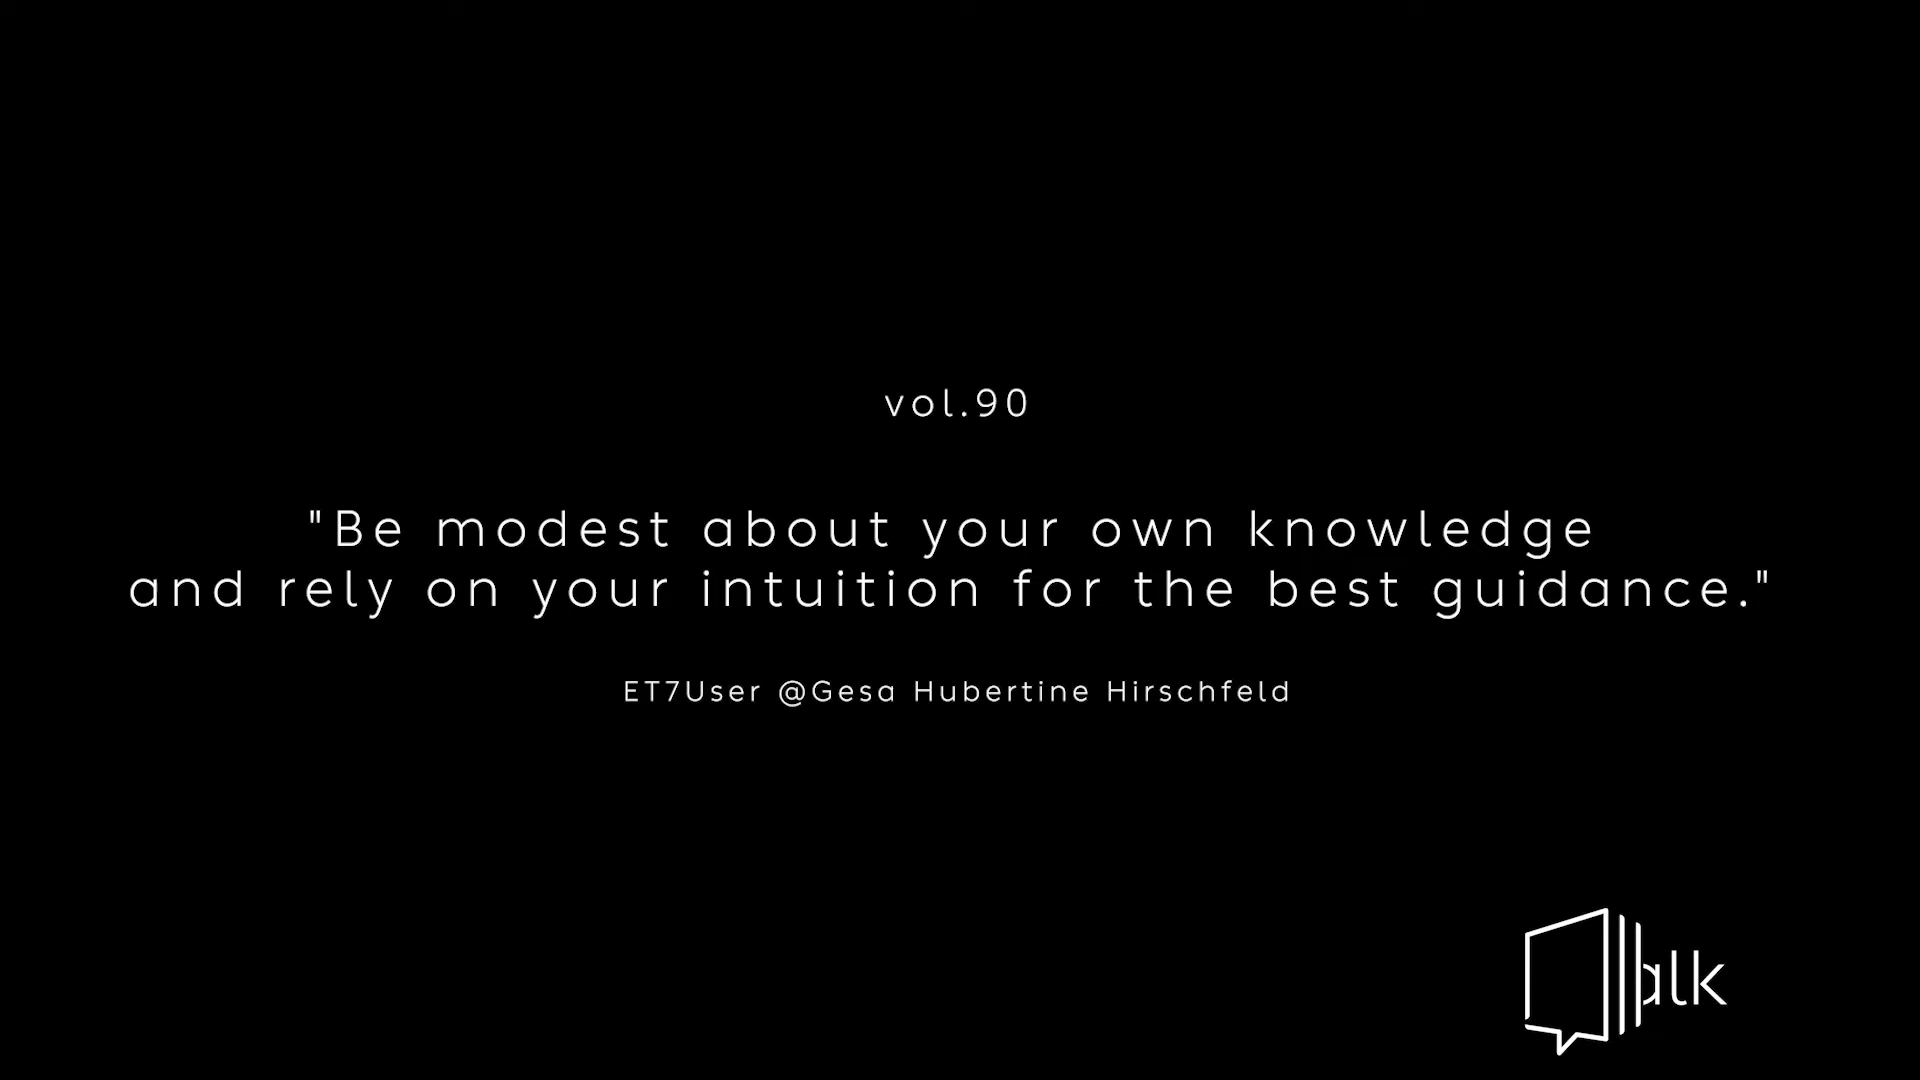 vol.90
"Be modest about your own knowledge
and rely on your intuition for the best guidance."
ET7User @Gesa Hubertine Hirschfeld
alk